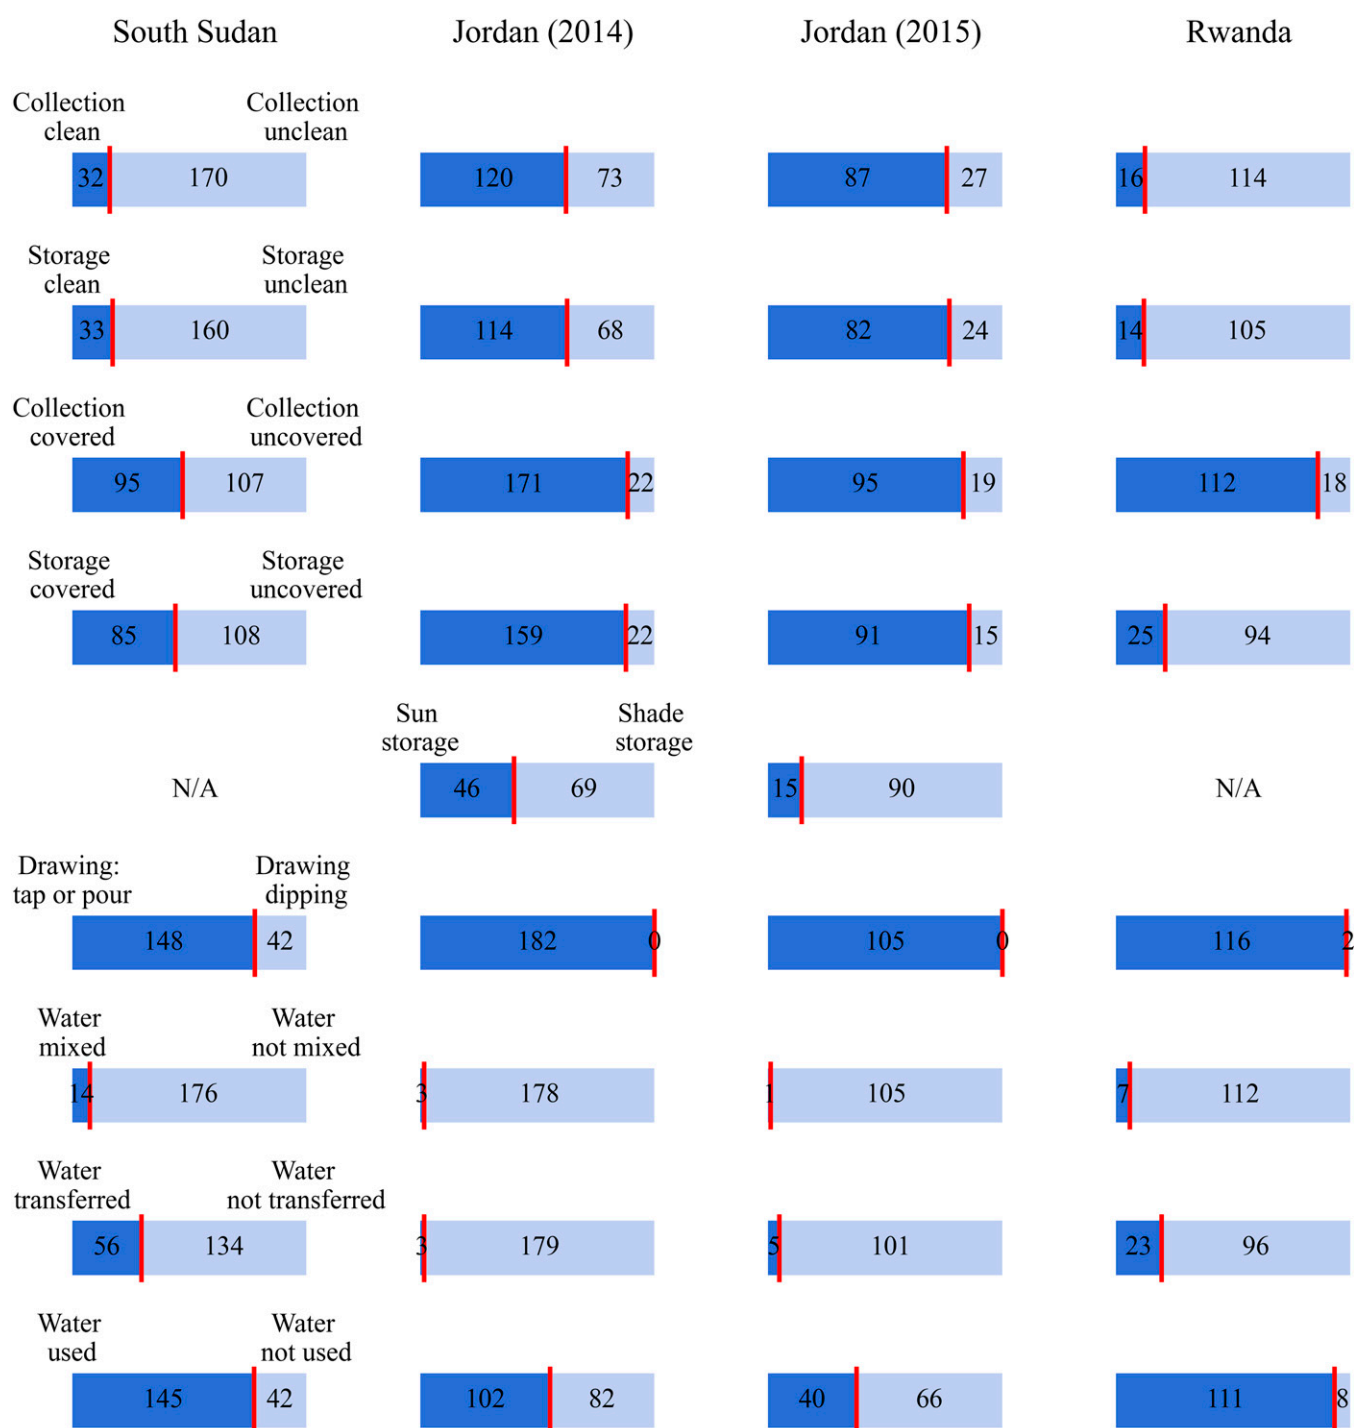 South Sudan Jordan (2014) Jordan (2015) Rwanda
Collection Collection
clean unclean
32 170 120 73 87 27 16 114
Storage Storage
clean unclean
33 160 114 68 82 24 14 105
Collection Collection
covered uncovered
95 107 171 22 95 19 112 18
Storage Storage
covered uncovered
85 108 159 22 91 15 25 94
Sun Shade
storage storage
N/A 46 69 15 90 N/A
Drawing: Drawing
tap or pour dipping
148 42 182 0 105 0 116 2
Water Water
mixed not mixed
14 176 3 178 1 105 7 112
Water Water
transferred not transferred
56 134 3 179 5 101 23 96
Water Water
used not used
145 42 102 82 40 66 111 8